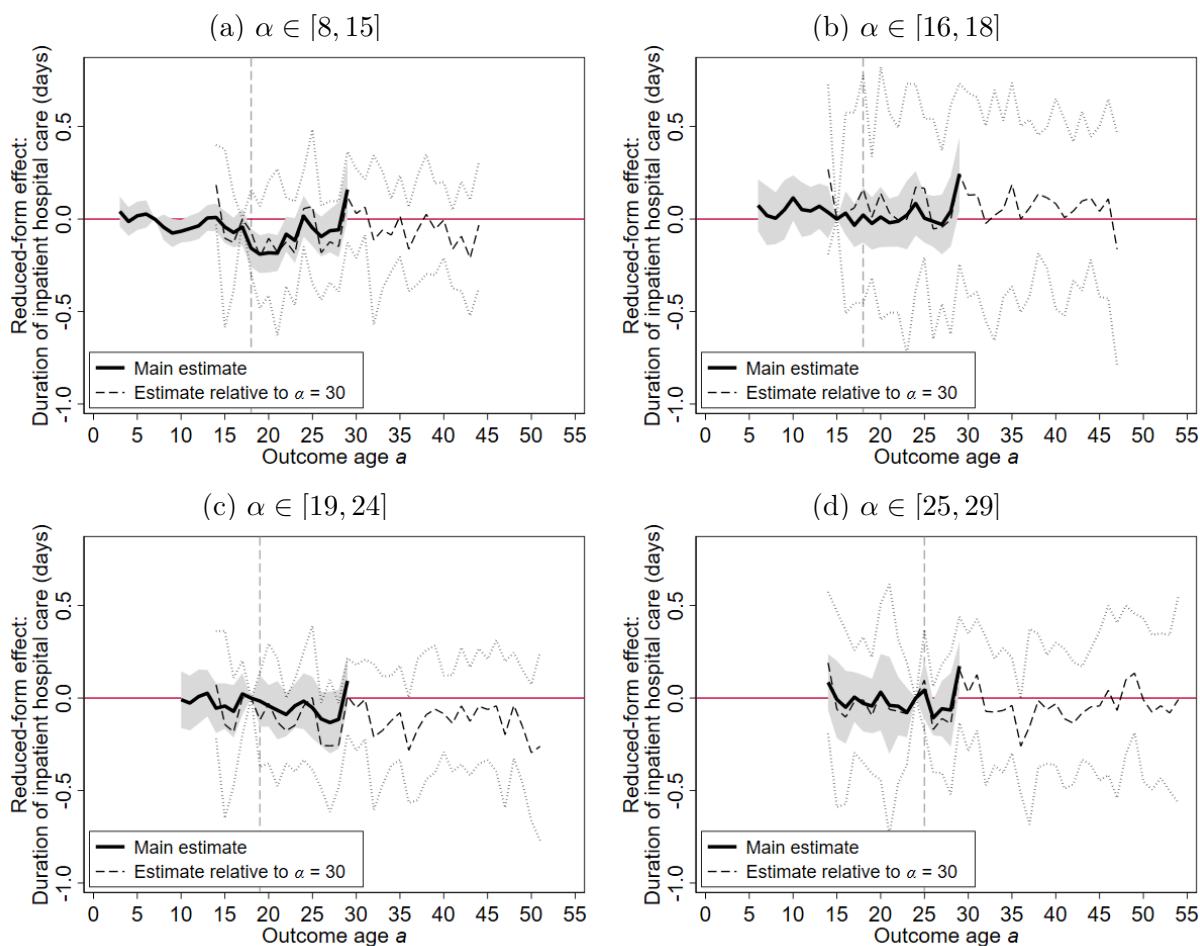 (a) α ∈ [8, 15]
Reduced-form effect:
Duration of inpatient hospital care (days)
0.5
0.0
-0.5
-1.0
Main estimate
Estimate relative to α = 30
0 5 10 15 20 25 30 35 40 45 50 55
Outcome age a
(b) α ∈ [16, 18]
Reduced-form effect:
Duration of inpatient hospital care (days)
0.5
0.0
-0.5
-1.0
Main estimate
Estimate relative to α = 30
0 5 10 15 20 25 30 35 40 45 50 55
Outcome age a
(c) α ∈ [19, 24]
Reduced-form effect:
Duration of inpatient hospital care (days)
0.5
0.0
-0.5
-1.0
Main estimate
Estimate relative to α = 30
0 5 10 15 20 25 30 35 40 45 50 55
Outcome age a
(d) α ∈ [25, 29]
Reduced-form effect:
Duration of inpatient hospital care (days)
0.5
0.0
-0.5
-1.0
Main estimate
Estimate relative to α = 30
0 5 10 15 20 25 30 35 40 45 50 55
Outcome age a